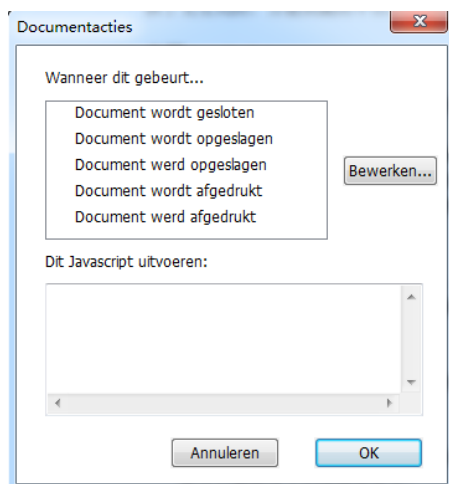 Documentacties
Wanneer dit gebeurt...
Document wordt gesloten
Document wordt opgeslagen
Document werd opgeslagen
Bewerken...
Document wordt afgedrukt
Document werd afgedrukt
Dit Javascript uitvoeren:
Annuleren
OK